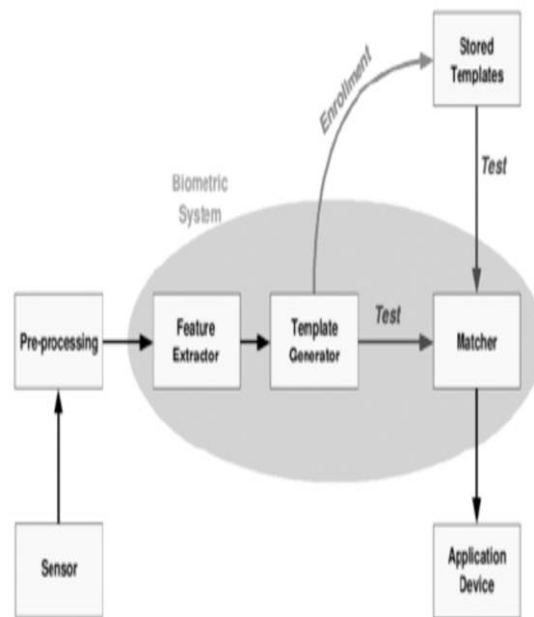 Stored
Templates
Enrollment
Test
Biometric
System
Pre-processing
Feature
Extractor
Template
Generator
Test
Matcher
Sensor
Application
Device